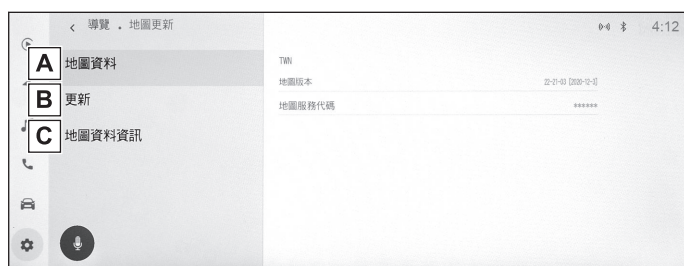 導覽 . 地圖更新
4:12
A 地圖資料
B 更新
C 地圖資料資訊
TWN
地圖版本 22-21-03 [2020-12-3]
地圖服務代碼 ******